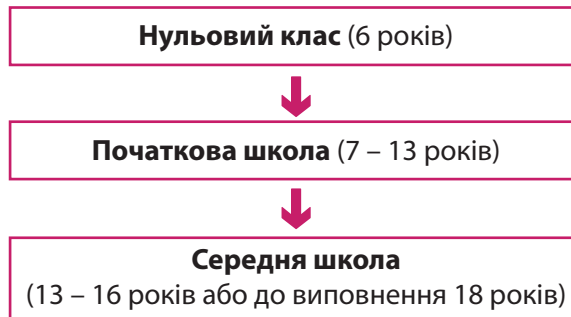 Нульовий клас (6 років)
Початкова школа (7 – 13 років)
Середня школа
(13 – 16 років або до виповнення 18 років)